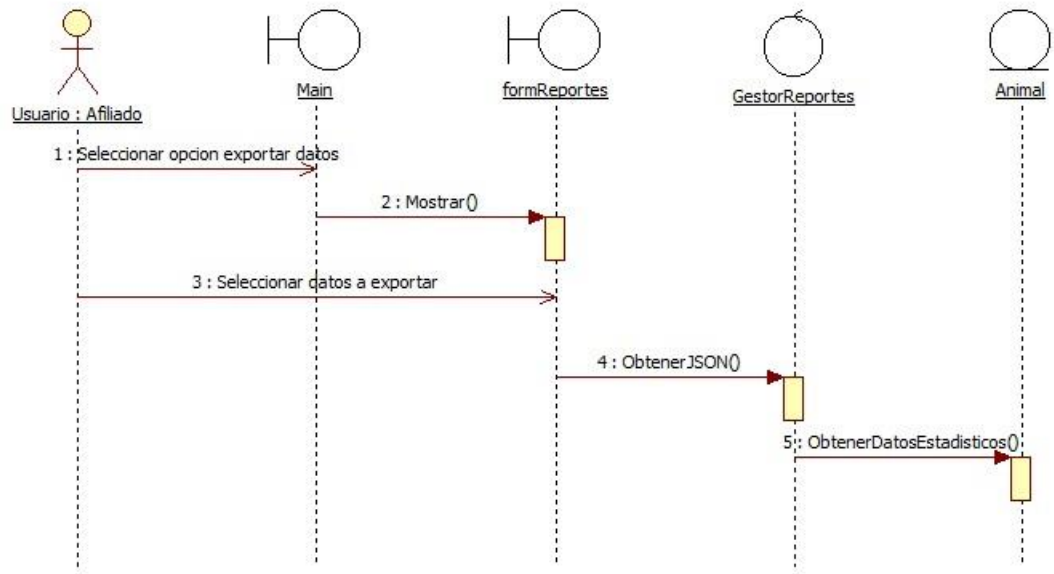 Usuario : Afiliado
Main
formReportes
GestorReportes
Animal
1 : Seleccionar opcion exportar datos
2 : Mostrar()
3 : Seleccionar datos a exportar
4 : ObtenerJSON()
5 : ObtenerDatosEstadisticos()